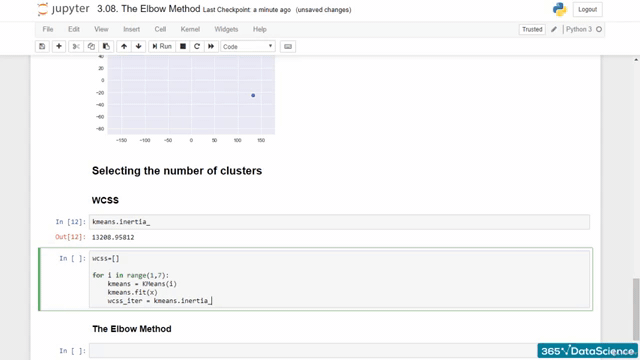 jupyter 3.08. The Elbow Method Last Checkpoint: a minute ago (unsaved changes) Logout
File Edit View Insert Cell Kernel Widgets Help Trusted Python 3
Run Code
40
20
0
-20
-40
-60
-80
-150 -100 -50 0 50 100 150
Selecting the number of clusters
WCSS
In [12]: kmeans.inertia_
Out[12]: 13208.95812
In [ ]: wcss=[]
for i in range(1,7):
kmeans = KMeans(i)
kmeans.fit(x)
wcss_iter = kmeans.inertia_
The Elbow Method
In [ ]:
365 DataScience